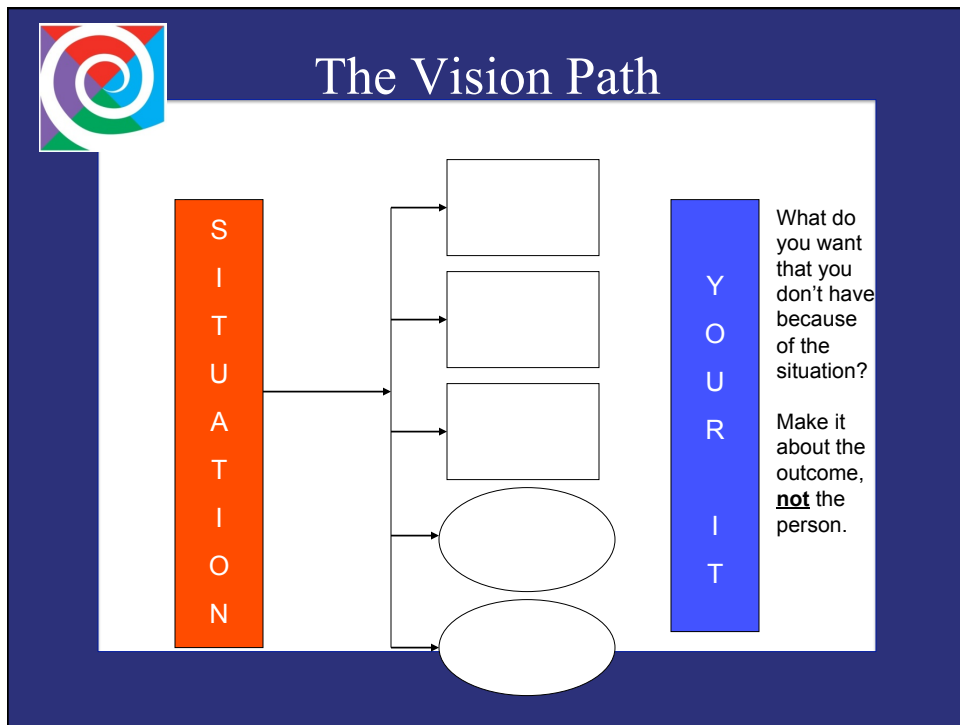 The Vision Path
S
I
T
U
A
T
I
O
N
Y
O
U
R
I
T
What do
you want
that you
don’t have
because
of the
situation?
Make it
about the
outcome,
not the
person.